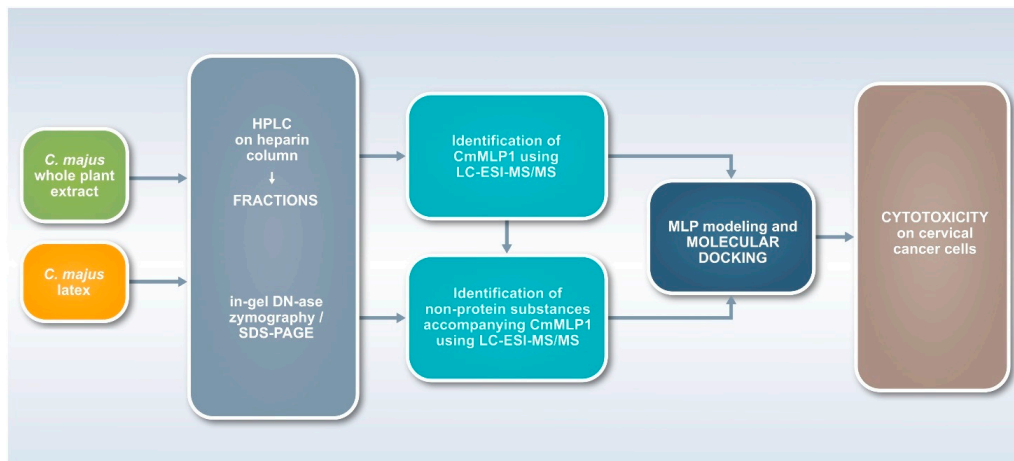 C. majus
whole plant
extract
C. majus
latex
HPLC
on heparin
column
↓
FRACTIONS
in-gel DN-ase
zymography /
SDS-PAGE
Identification of
CmMLP1 using
LC-ESI-MS/MS
Identification of
non-protein substances
accompanying CmMLP1
using LC-ESI-MS/MS
MLP modeling and
MOLECULAR
DOCKING
CYTOTOXICITY
on cervical
cancer cells